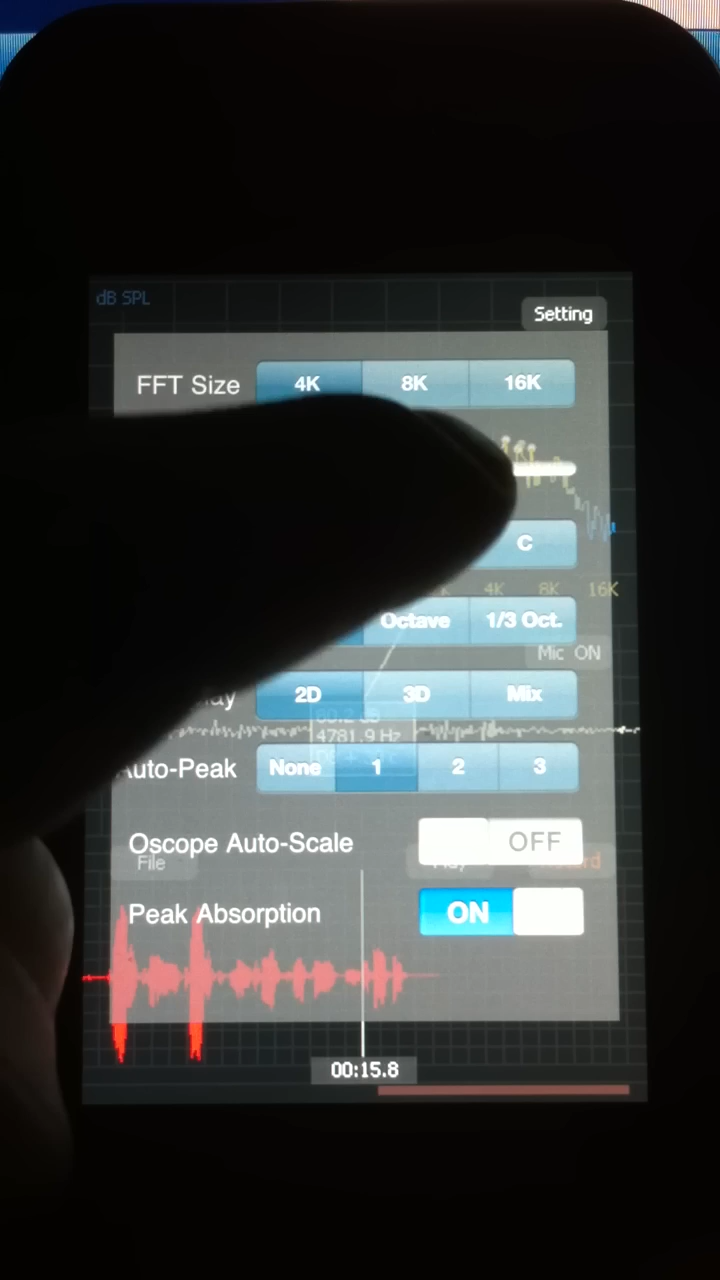 dB SPL
Setting
FFT Size 4K 8K 16K
C
4K 8K 16K
Octave 1/3 Oct.
Mic ON
2D 3D Mix
4781.9 Hz
Auto-Peak None 1 2 3
Oscope Auto-Scale OFF
File
Peak Absorption ON
00:15.8